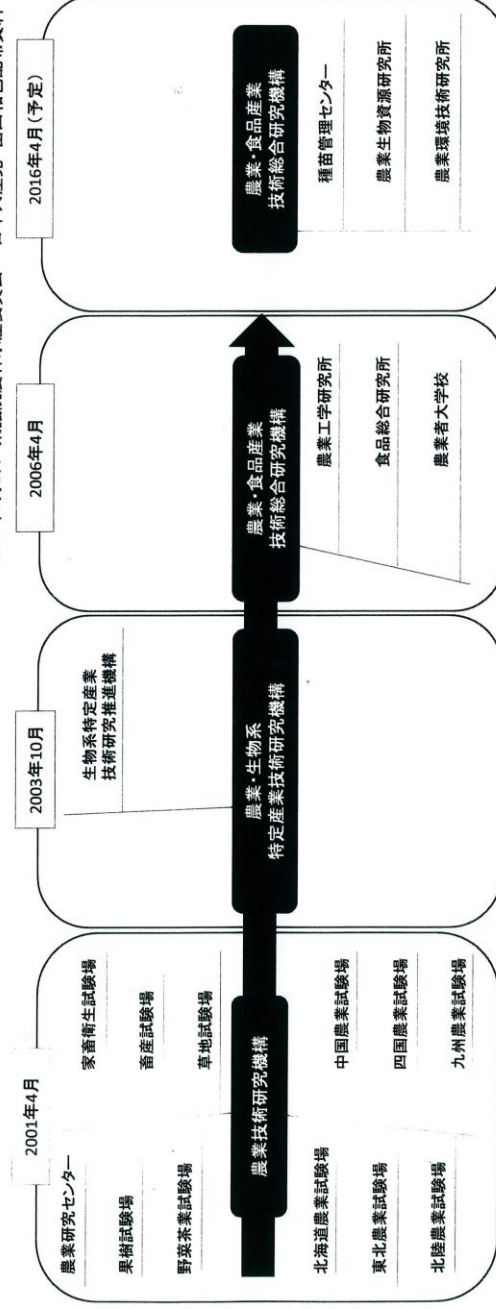 2001年4月
農業研究センター
果樹試験場
野菜茶業試験場
家畜衛生試験場
畜産試験場
草地試験場
農業技術研究機構
北海道農業試験場
東北農業試験場
北陸農業試験場
中国農業試験場
四国農業試験場
九州農業試験場
2003年10月
生物系特定産業
技術研究推進機構
農業・生物系
特定産業技術研究機構
2006年4月
農業・食品産業
技術総合研究機構
農業工学研究所
食品総合研究所
農業者大学校
2016年4月(予定)
農業・食品産業
技術総合研究機構
種苗管理センター
農業生物資源研究所
農業環境技術研究所